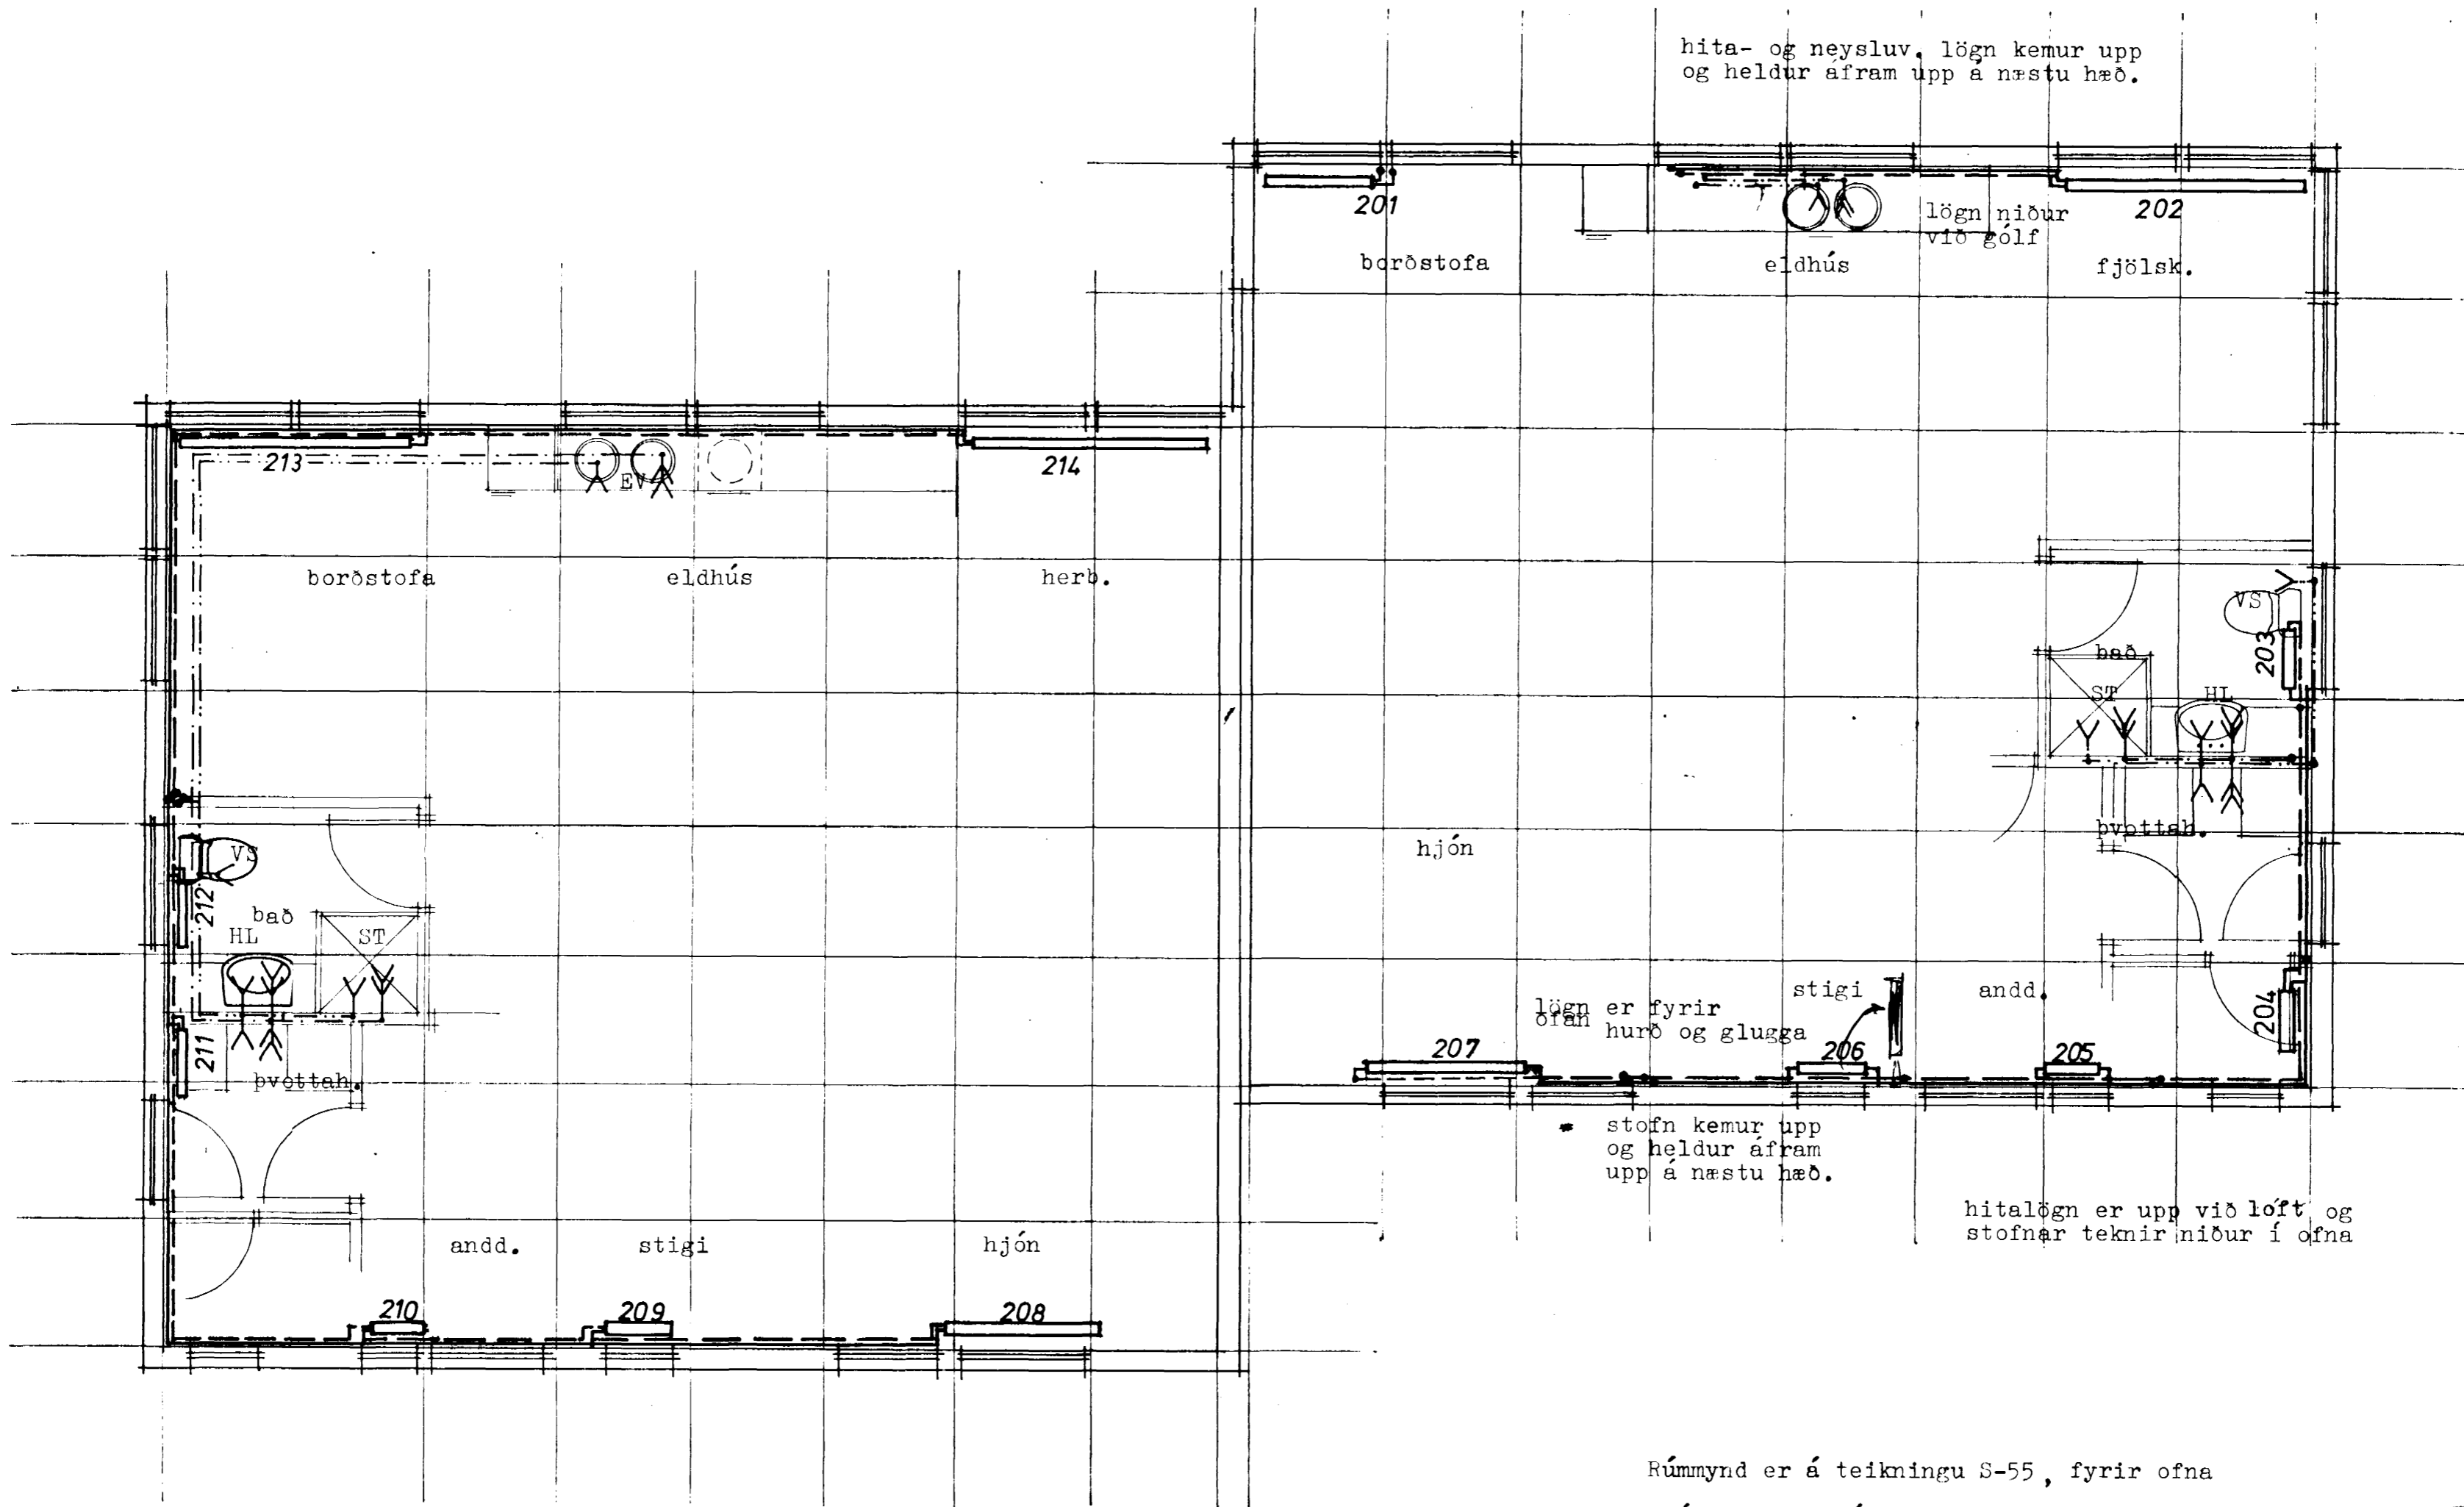 hita- og neysluv. lögn kemur upp
og heldur áfram upp á næstu hæð.
201
202
lögn niður
við gólf
borðstofa
eldhús
fjölsk.
213
EV
214
borðstofa
eldhús
herb.
VS
203
bað
ST
HL
þvottah.
hjón
VS
212
bað
HL
ST
211
þvottah.
stigi
andd.
204
lögn er fyrir
ofan hurð og glugga
207
206
205
stofn kemur upp
og heldur áfram
upp á næstu hæð.
hitalögn er upp við lóft og
stofnar teknir niður í ofna
andd.
stigi
hjón
210
209
208
Rúmmynd er á teikningu S-55, fyrir ofna